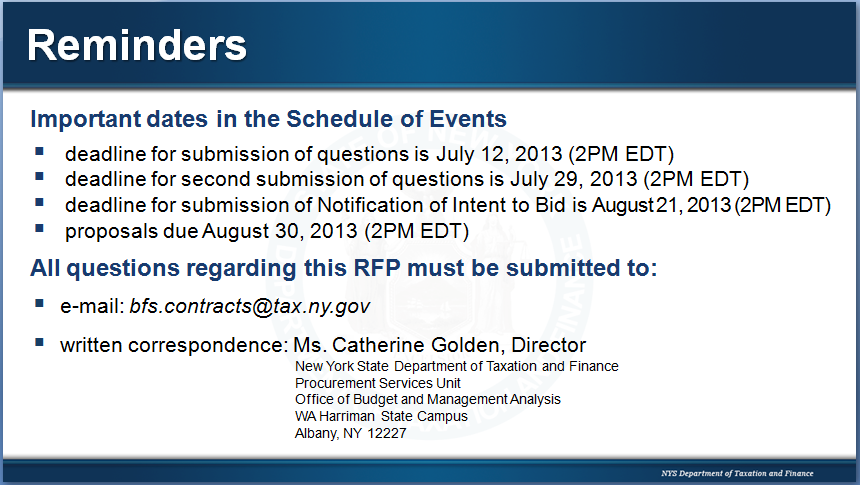 Reminders
Important dates in the Schedule of Events
▪ deadline for submission of questions is July 12, 2013 (2PM EDT)
▪ deadline for second submission of questions is July 29, 2013 (2PM EDT)
▪ deadline for submission of Notification of Intent to Bid is August 21, 2013 (2PM EDT)
▪ proposals due August 30, 2013 (2PM EDT)
All questions regarding this RFP must be submitted to:
▪ e-mail: bfs.contracts@tax.ny.gov
▪ written correspondence: Ms. Catherine Golden, Director
New York State Department of Taxation and Finance
Procurement Services Unit
Office of Budget and Management Analysis
WA Harriman State Campus
Albany, NY 12227
NYS Department of Taxation and Finance